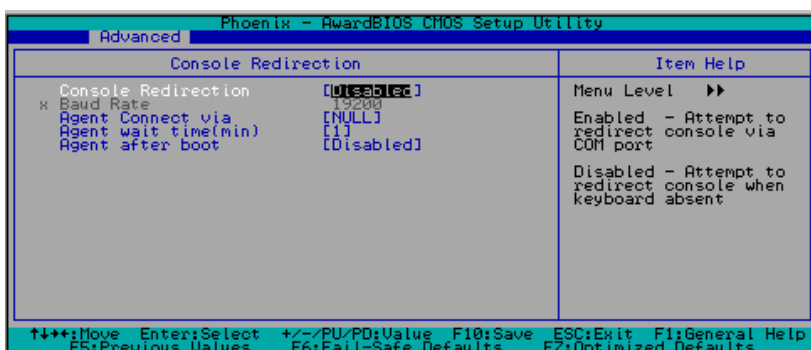 Phoenix - AwardBIOS CMOS Setup Utility
Advanced
Console Redirection
Item Help
Console Redirection [Disabled]
x Baud Rate 19200
Agent Connect via [NULL]
Agent wait time(min) [1]
Agent after boot [Disabled]
Menu Level ▸▸
Enabled - Attempt to
redirect console via
COM port
Disabled - Attempt to
redirect console when
keyboard absent
↑↓→←:Move Enter:Select +/-/PU/PD:Value F10:Save ESC:Exit F1:General Help
F5:Previous Values F6:Fail-Safe Defaults F7:Optimized Defaults